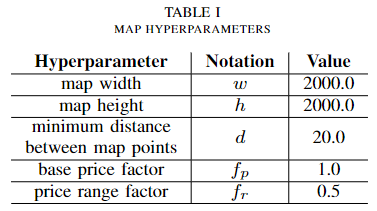 TABLE I
MAP HYPERPARAMETERS
Hyperparameter Notation Value
map width w 2000.0
map height h 2000.0
minimum distance
between map points d 20.0
base price factor f_p 1.0
price range factor f_r 0.5